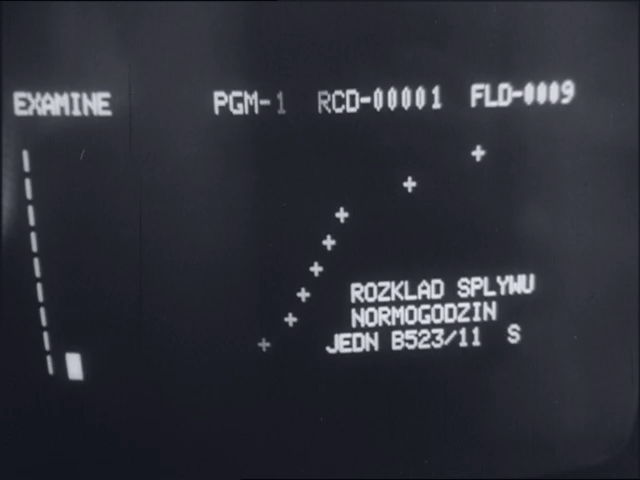 EXAMINE PGM-1 RCD-00001 FLD-0009
ROZKLAD SPLYWU
NORMOGODZIN
JEDN B523/11 S